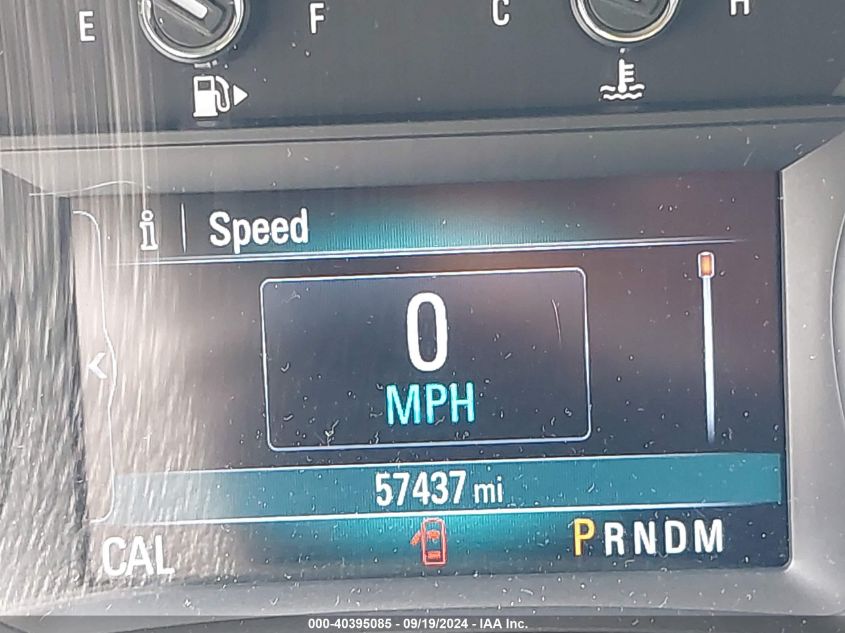 E F C H
i Speed
0
MPH
57437 mi
CAL PRNDM
000-40395085 - 09/19/2024 - IAA Inc.